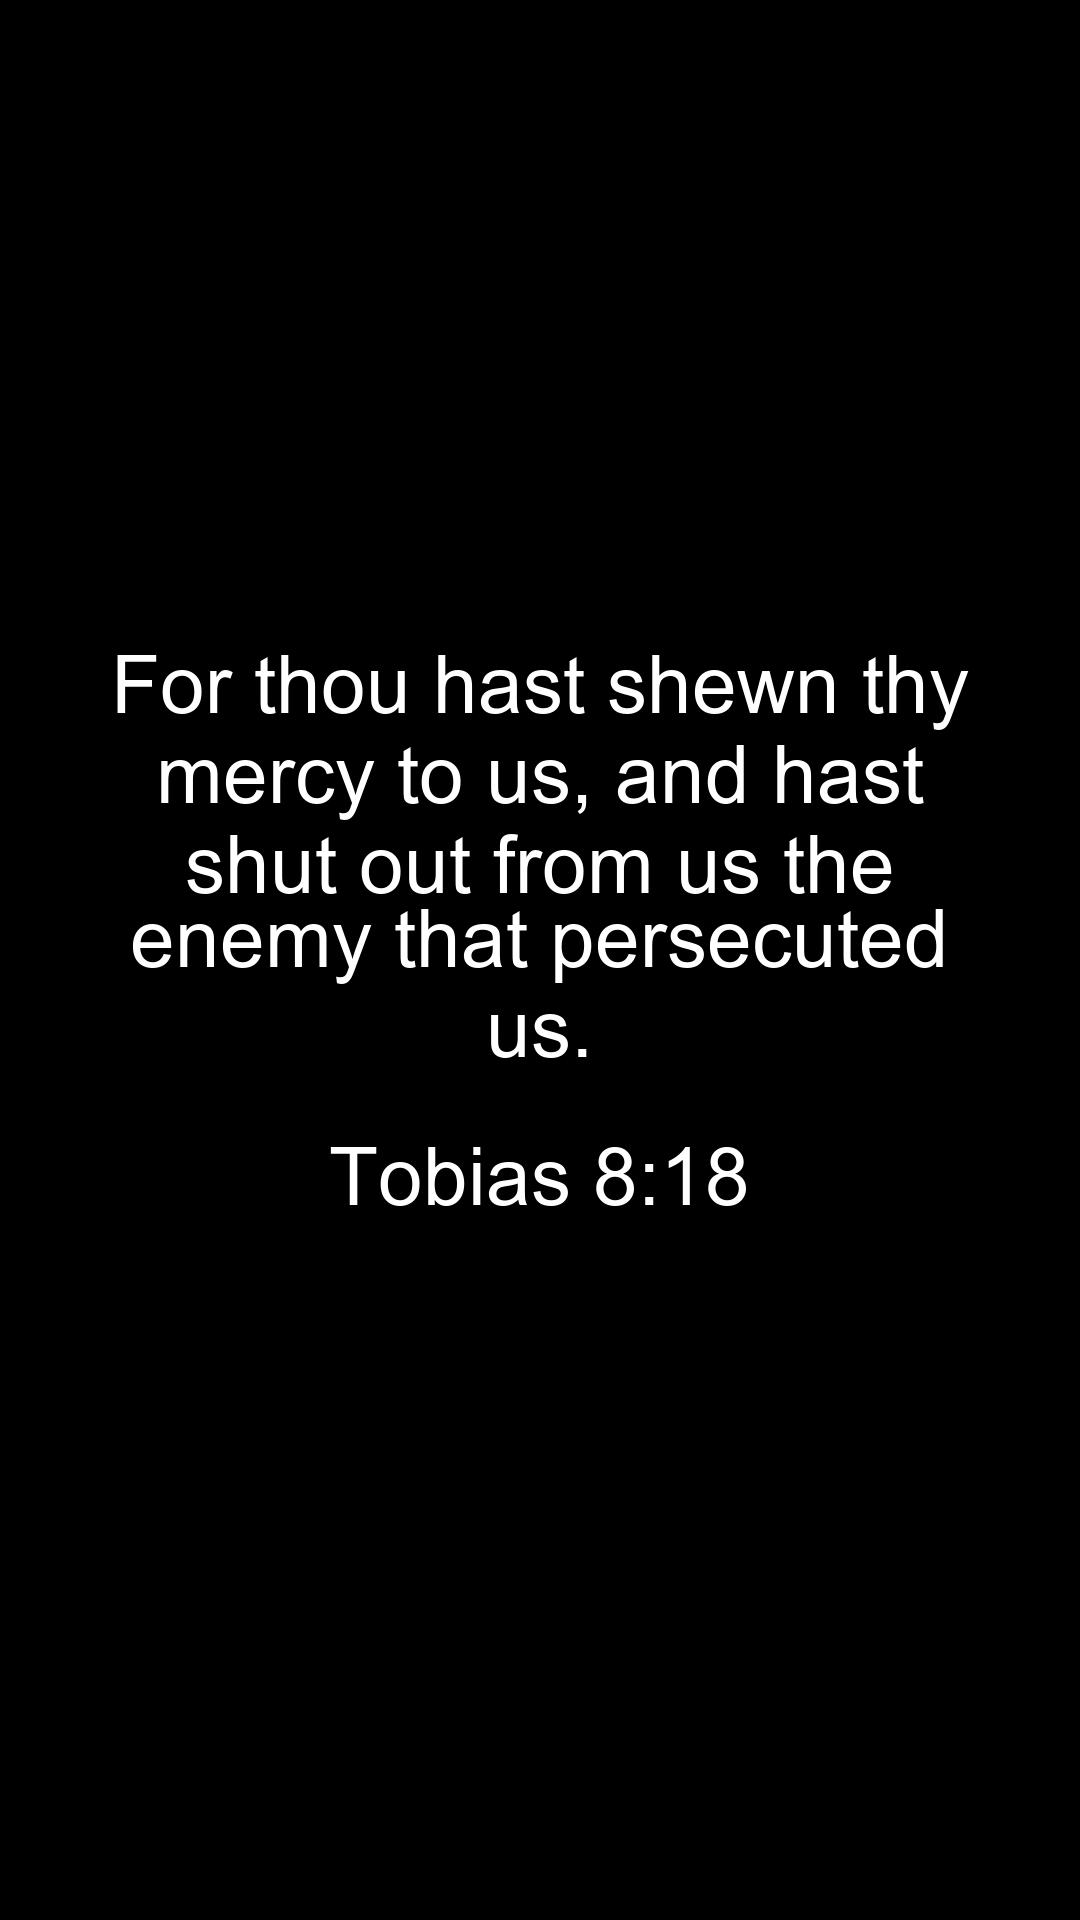 For thou hast shewn thy
mercy to us, and hast
shut out from us the
enemy that persecuted
us.
Tobias 8:18